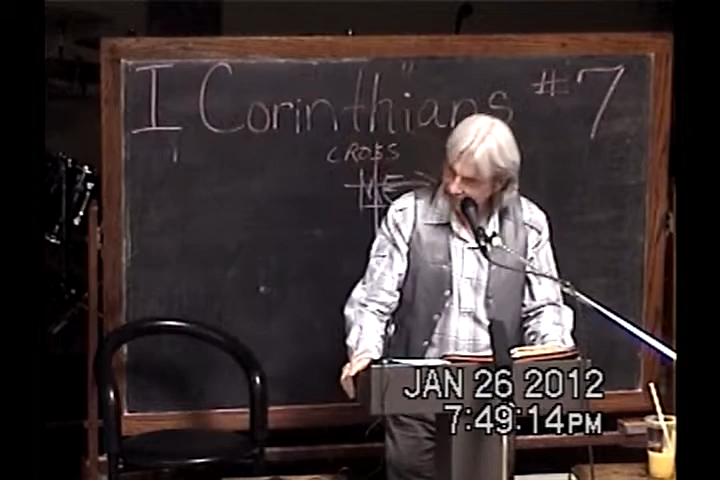 I Corinthians #7
CROSS
ME
JAN 26 2012
7:49:14PM